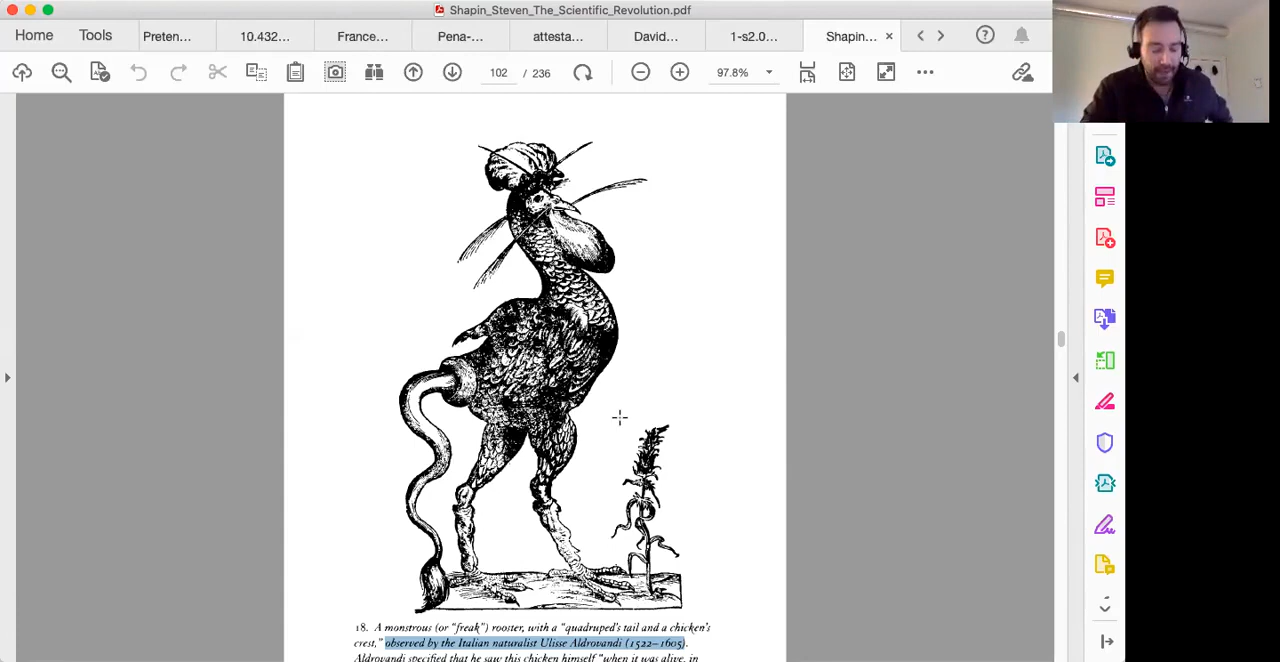 Shapin_Steven_The_Scientific_Revolution.pdf
Home Tools Preten... 10.432... France... Pena-... attesta... David... 1-s2.0... Shapin... ×
102 / 236 97.8%
18. A monstrous (or “freak”) rooster, with a “quadruped’s tail and a chicken’s
crest,” observed by the Italian naturalist Ulisse Aldrovandi (1522–1605).
Aldrovandi specified that he saw this chicken himself “when it was alive, in